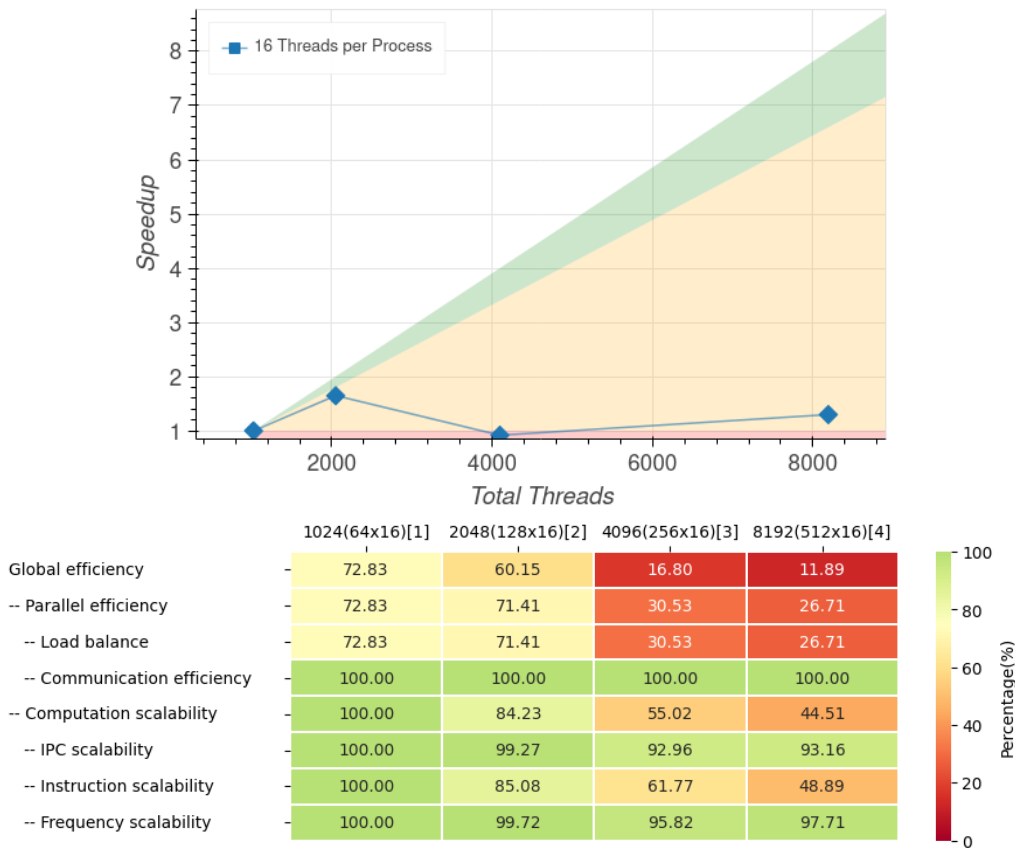 16 Threads per Process
8
7
6
5
4
3
2
1
Speedup
2000 4000 6000 8000
Total Threads
1024(64x16)[1] 2048(128x16)[2] 4096(256x16)[3] 8192(512x16)[4]
Global efficiency 72.83 60.15 16.80 11.89
-- Parallel efficiency 72.83 71.41 30.53 26.71
-- Load balance 72.83 71.41 30.53 26.71
-- Communication efficiency 100.00 100.00 100.00 100.00
-- Computation scalability 100.00 84.23 55.02 44.51
-- IPC scalability 100.00 99.27 92.96 93.16
-- Instruction scalability 100.00 85.08 61.77 48.89
-- Frequency scalability 100.00 99.72 95.82 97.71
100
80
60
40
20
0
Percentage(%)